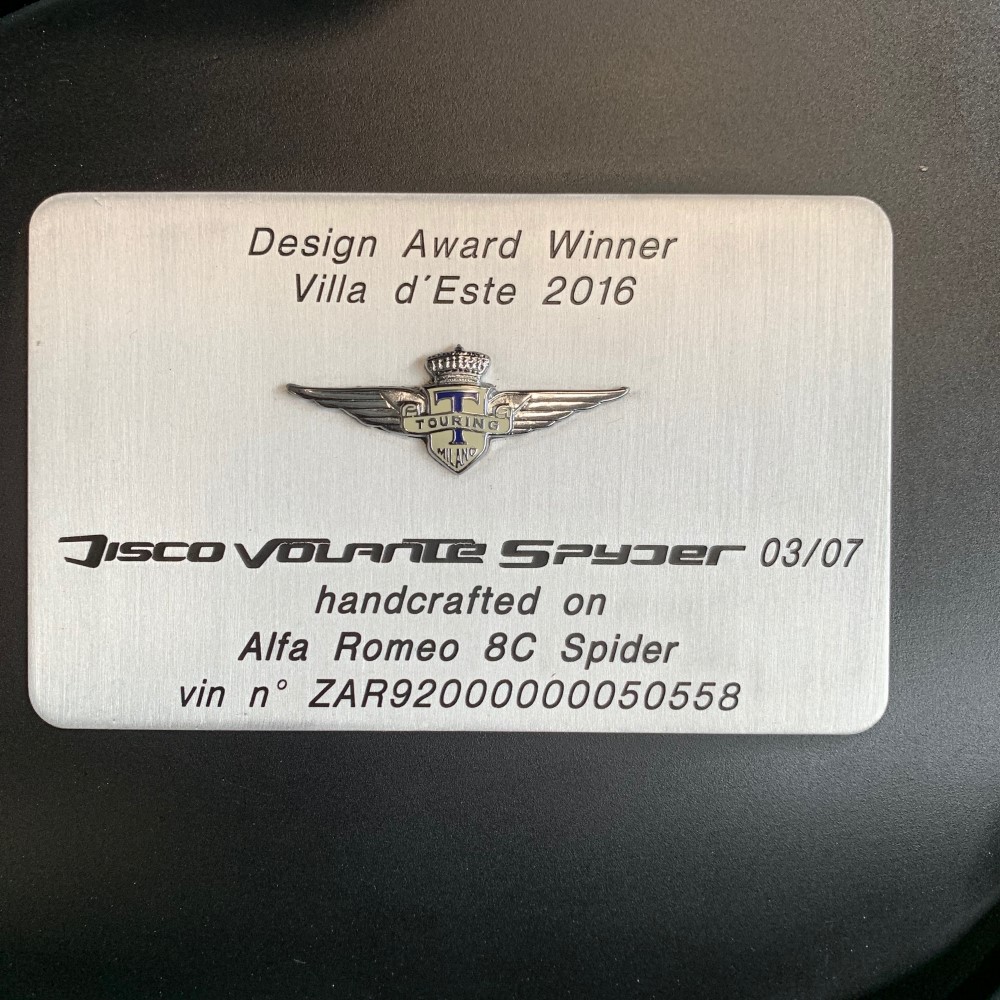 Design Award Winner
Villa d´Este 2016
T
TOURING
MILANO
Disco Volante Spyder 03/07
handcrafted on
Alfa Romeo 8C Spider
vin n° ZAR92000000050558